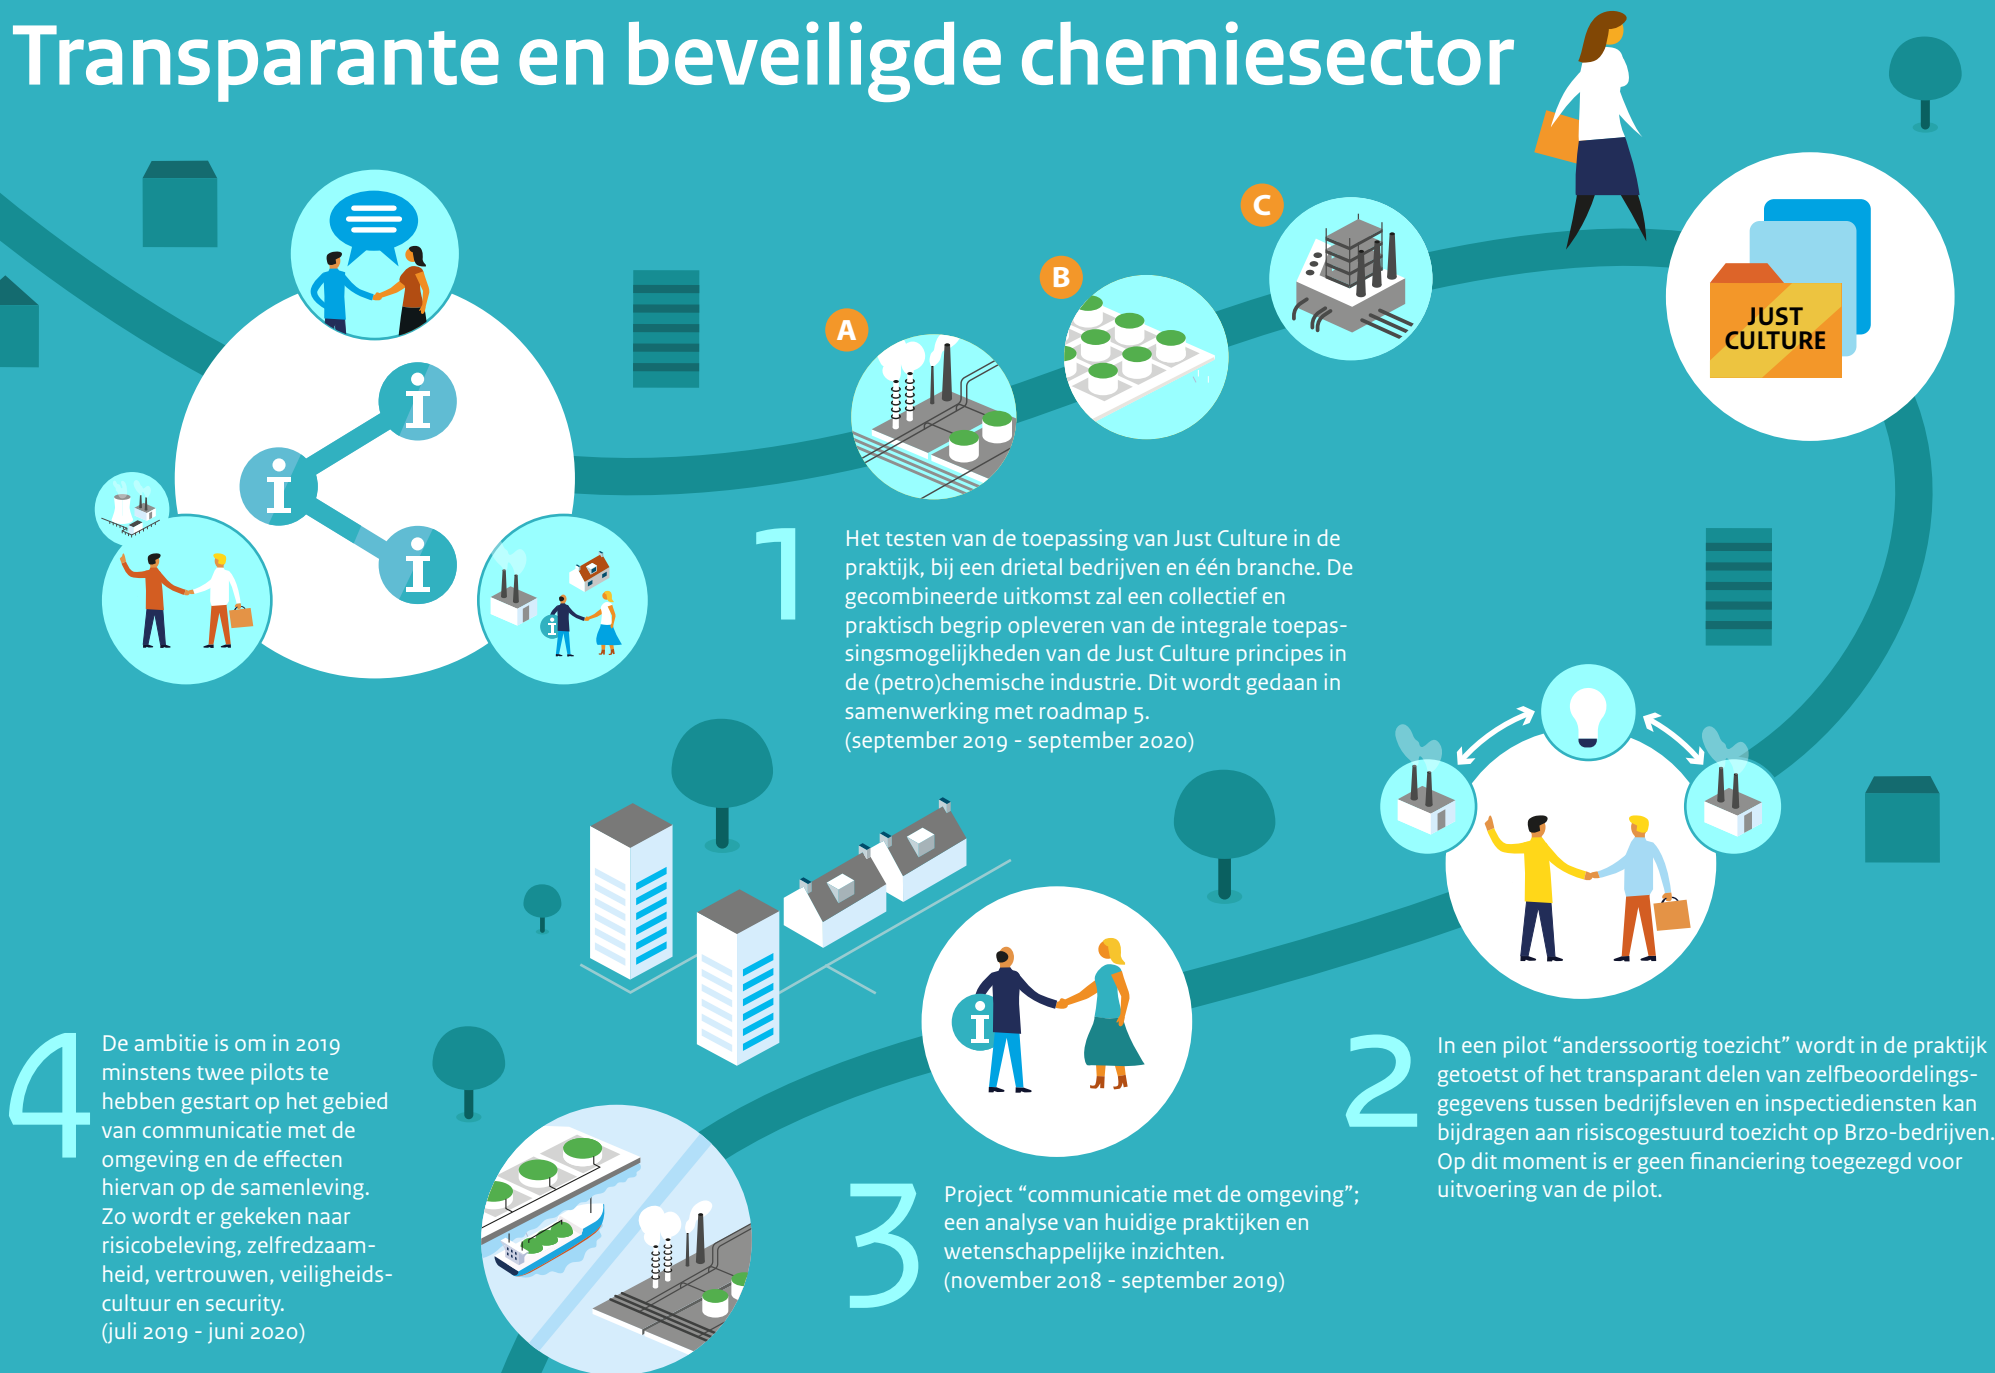 Transparante en beveiligde chemiesector
C
B
A
JUST
CULTURE
i
i
i
i
1
Het testen van de toepassing van Just Culture in de
praktijk, bij een drietal bedrijven en één branche. De
gecombineerde uitkomst zal een collectief en
praktisch begrip opleveren van de integrale toepas-
singsmogelijkheden van de Just Culture principes in
de (petro)chemische industrie. Dit wordt gedaan in
samenwerking met roadmap 5.
(september 2019 - september 2020)
2
In een pilot “anderssoortig toezicht” wordt in de praktijk
getoetst of het transparant delen van zelfbeoordelings-
gegevens tussen bedrijfsleven en inspectiediensten kan
bijdragen aan risiscogestuurd toezicht op Brzo-bedrijven.
Op dit moment is er geen financiering toegezegd voor
uitvoering van de pilot.
i
3
Project “communicatie met de omgeving”;
een analyse van huidige praktijken en
wetenschappelijke inzichten.
(november 2018 - september 2019)
4
De ambitie is om in 2019
minstens twee pilots te
hebben gestart op het gebied
van communicatie met de
omgeving en de effecten
hiervan op de samenleving.
Zo wordt er gekeken naar
risicobeleving, zelfredzaam-
heid, vertrouwen, veiligheids-
cultuur en security.
(juli 2019 - juni 2020)